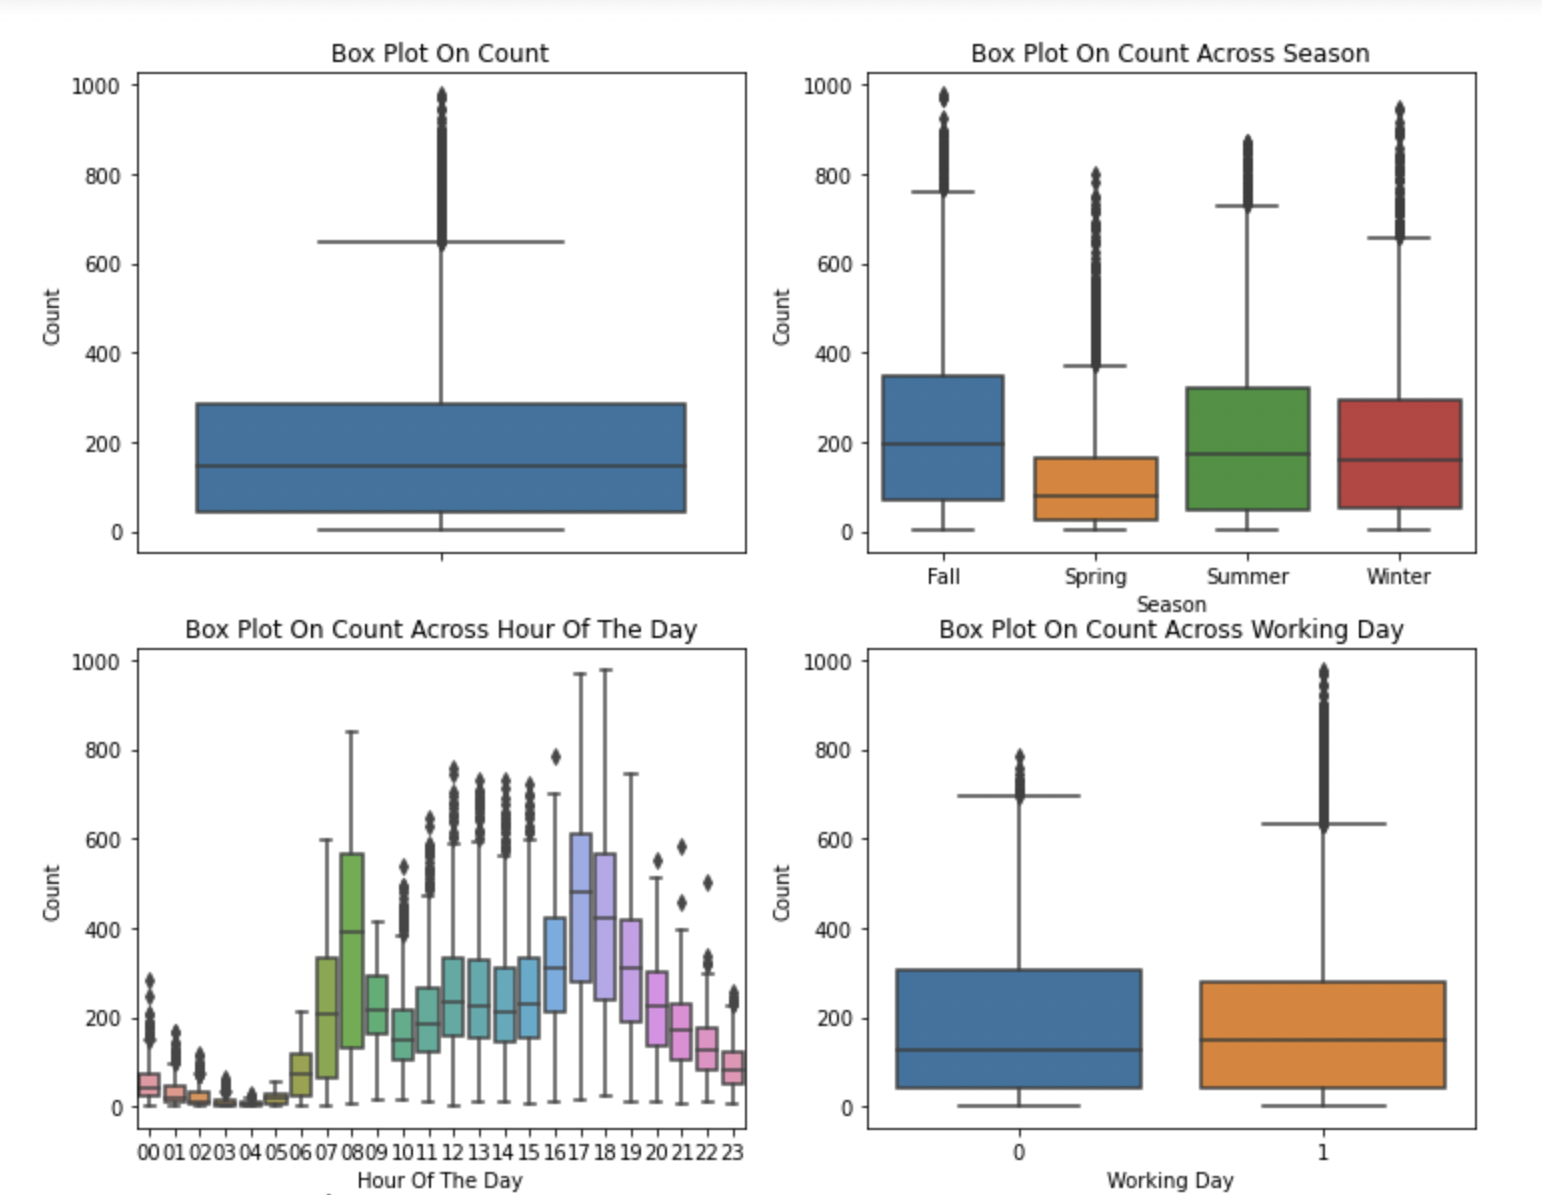 Box Plot On Count
1000
800
600
400
200
0
Count
Box Plot On Count Across Season
1000
800
600
400
200
0
Count
Fall Spring Summer Winter
Season
Box Plot On Count Across Hour Of The Day
1000
800
600
400
200
0
Count
00 01 02 03 04 05 06 07 08 09 10 11 12 13 14 15 16 17 18 19 20 21 22 23
Hour Of The Day
Box Plot On Count Across Working Day
1000
800
600
400
200
0
Count
0 1
Working Day